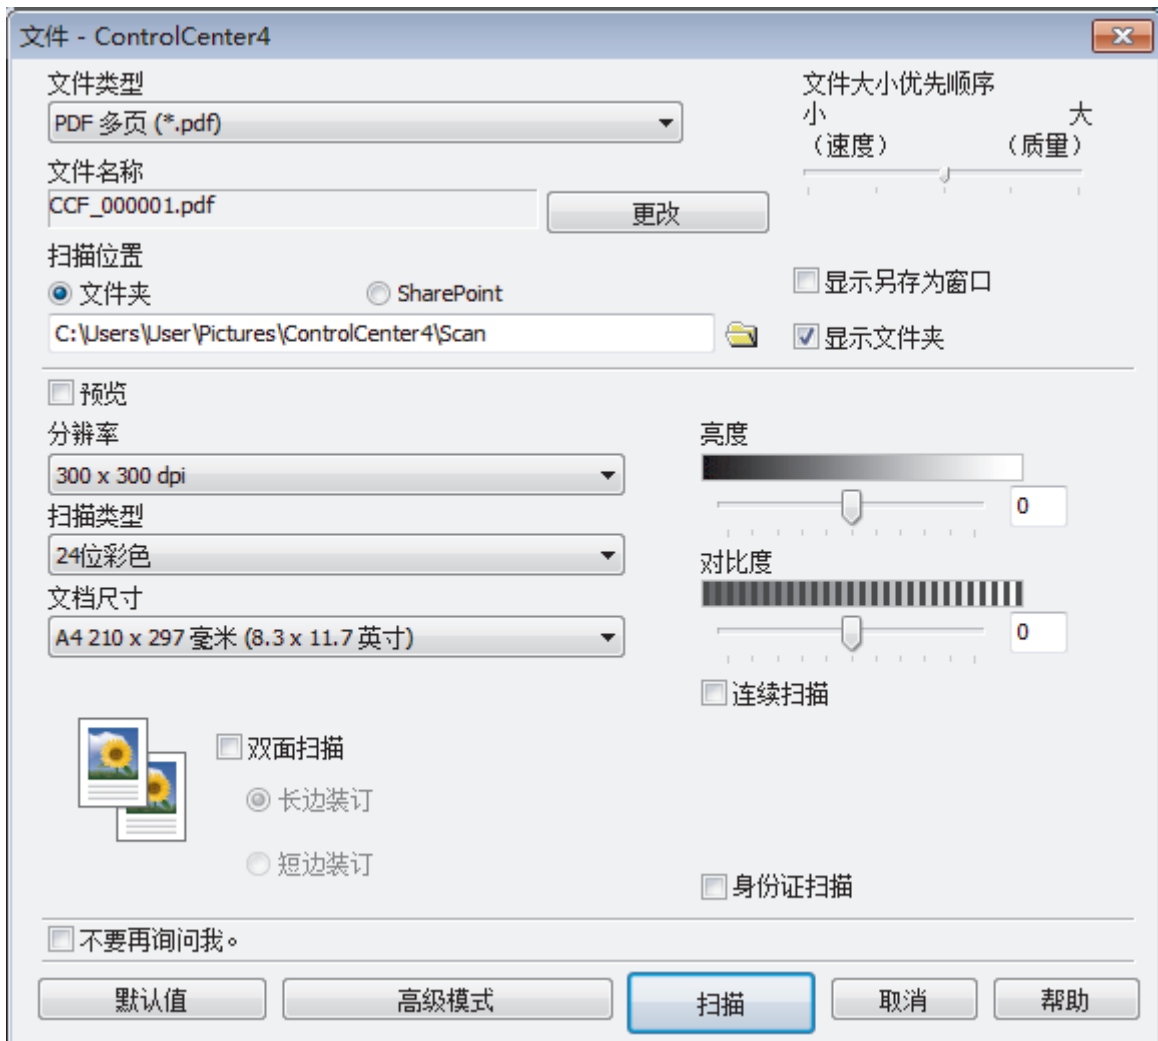 文件 - ControlCenter4
文件类型
PDF 多页 (*.pdf)
文件大小优先顺序
小 大
（速度） （质量）
文件名称
CCF_000001.pdf
更改
扫描位置
文件夹 SharePoint
显示另存为窗口
C:\Users\User\Pictures\ControlCenter4\Scan
显示文件夹
预览
分辨率
300 x 300 dpi
扫描类型
24位彩色
文档尺寸
A4 210 x 297 毫米 (8.3 x 11.7 英寸)
亮度
0
对比度
0
连续扫描
双面扫描
长边装订
短边装订
身份证扫描
不要再询问我。
默认值 高级模式 扫描 取消 帮助